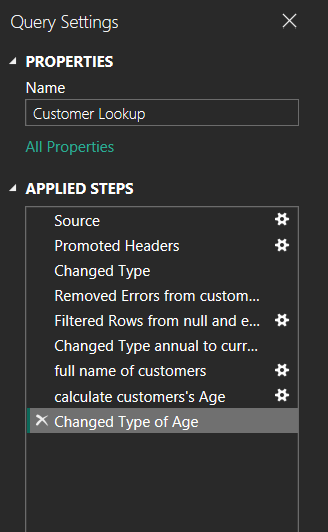 Query Settings
PROPERTIES
Name
Customer Lookup
All Properties
APPLIED STEPS
Source
Promoted Headers
Changed Type
Removed Errors from custom...
Filtered Rows from null and e...
Changed Type annual to curr...
full name of customers
calculate customers's Age
Changed Type of Age